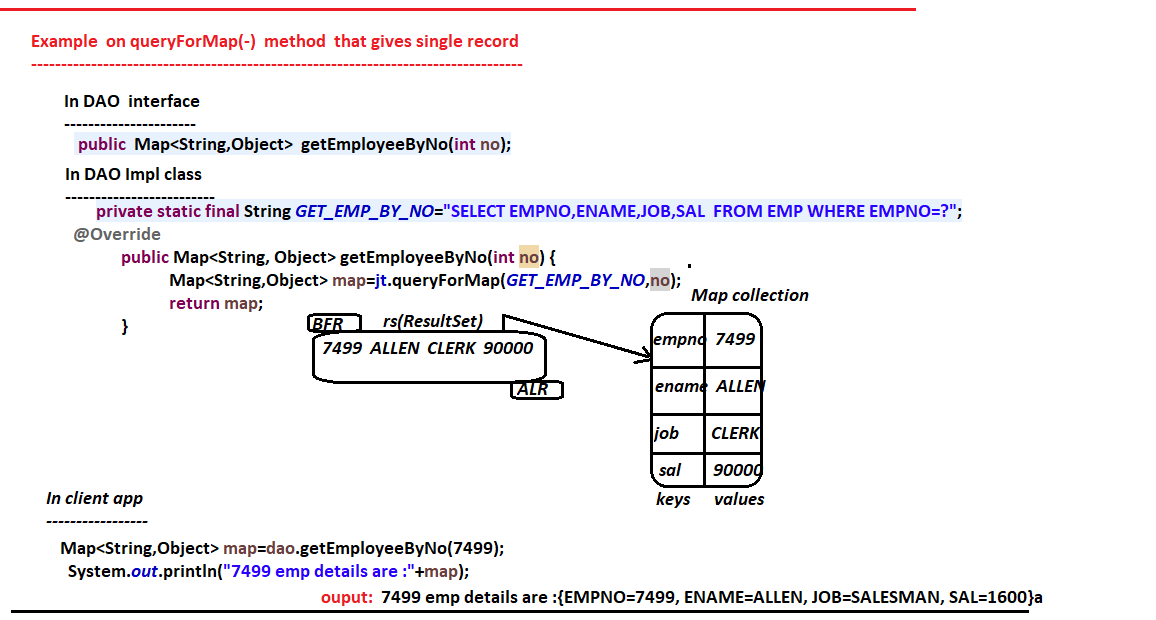 Example on queryForMap(-) method that gives single record
----------------------------------------------------------------------------------
In DAO interface
----------------------
public Map<String,Object> getEmployeeByNo(int no);
In DAO Impl class
-------------------------
private static final String GET_EMP_BY_NO="SELECT EMPNO,ENAME,JOB,SAL FROM EMP WHERE EMPNO=?";
@Override
public Map<String, Object> getEmployeeByNo(int no) {
Map<String,Object> map=jt.queryForMap(GET_EMP_BY_NO,no);
return map;
}
Map collection
BFR rs(ResultSet)
7499 ALLEN CLERK 90000
ALR
empno 7499
ename ALLEN
job CLERK
sal 90000
keys values
In client app
-----------------
Map<String,Object> map=dao.getEmployeeByNo(7499);
System.out.println("7499 emp details are :"+map);
ouput: 7499 emp details are :{EMPNO=7499, ENAME=ALLEN, JOB=SALESMAN, SAL=1600}a